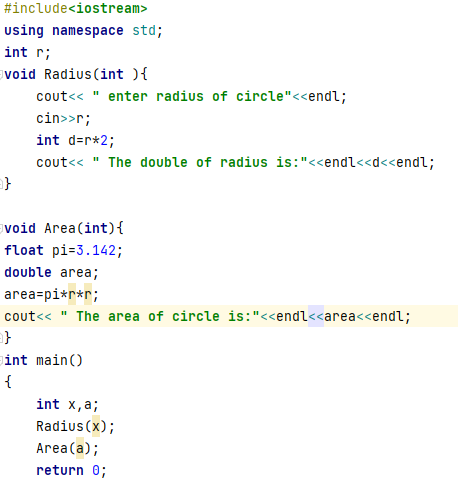 #include<iostream>
using namespace std;
int r;
void Radius(int ){
    cout<< " enter radius of circle"<<endl;
    cin>>r;
    int d=r*2;
    cout<< " The double of radius is:"<<endl<<d<<endl;
}

void Area(int){
float pi=3.142;
double area;
area=pi*r*r;
cout<< " The area of circle is:"<<endl<<area<<endl;
}
int main()
{
    int x,a;
    Radius(x);
    Area(a);
    return 0;